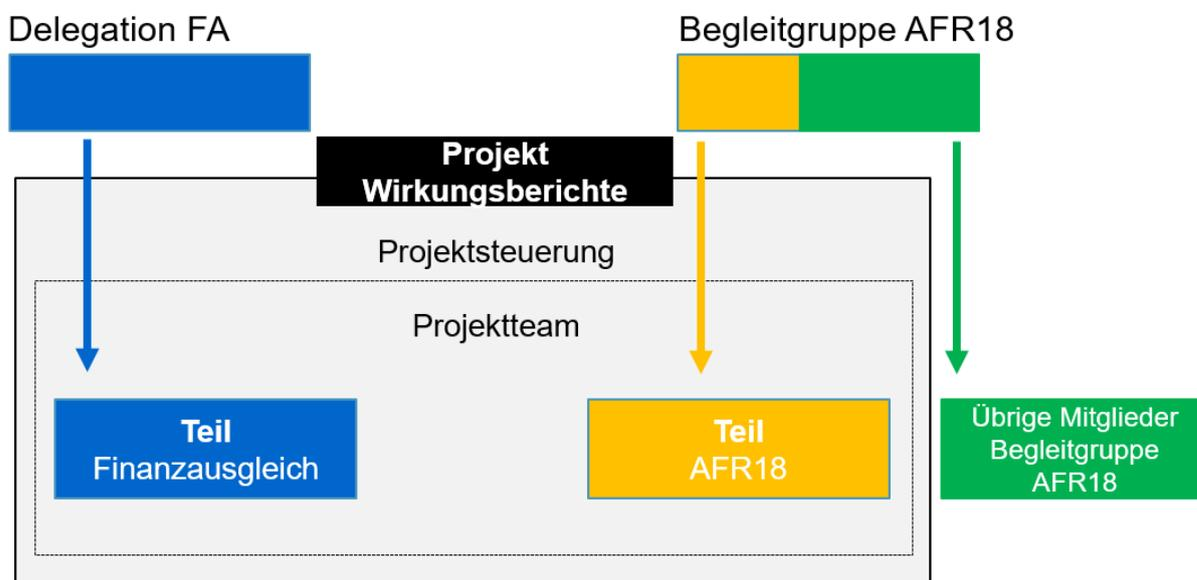 Delegation FA
Begleitgruppe AFR18
Projekt
Wirkungsberichte
Projektsteuerung
Projektteam
Teil
Finanzausgleich
Teil
AFR18
Übrige Mitglieder
Begleitgruppe
AFR18